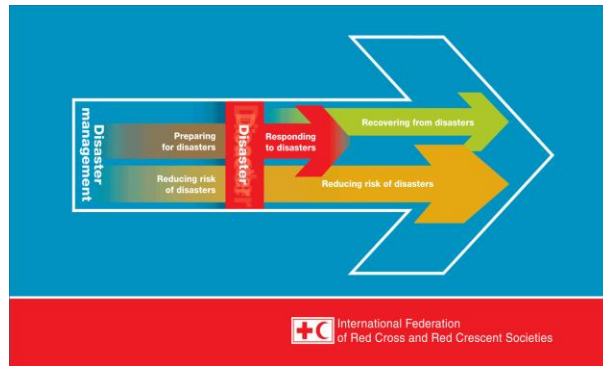 Disaster
management
Preparing
for disasters
Reducing risk
of disasters
Disaster
Disaster
Responding
to disasters
Recovering from disasters
Reducing risk of disasters
International Federation
of Red Cross and Red Crescent Societies